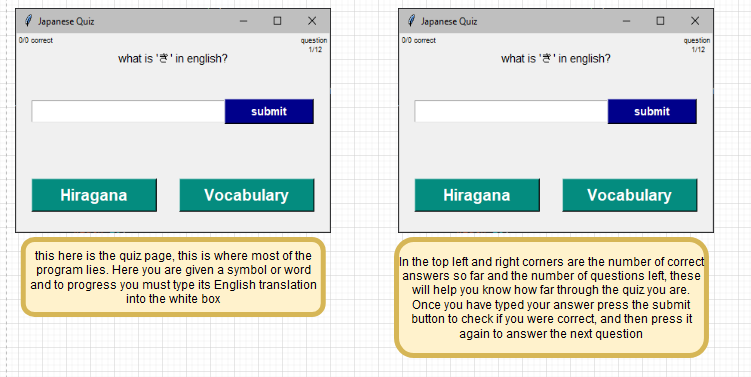 Japanese Quiz
0/0 correct
question
1/12
what is 'ぎ' in english?
submit
Hiragana
Vocabulary
this here is the quiz page, this is where most of the
program lies. Here you are given a symbol or word
and to progress you must type its English translation
into the white box
Japanese Quiz
0/0 correct
question
1/12
what is 'ぎ' in english?
submit
Hiragana
Vocabulary
In the top left and right corners are the number of correct
answers so far and the number of questions left, these
will help you know how far through the quiz you are.
Once you have typed your answer press the submit
button to check if you were correct, and then press it
again to answer the next question